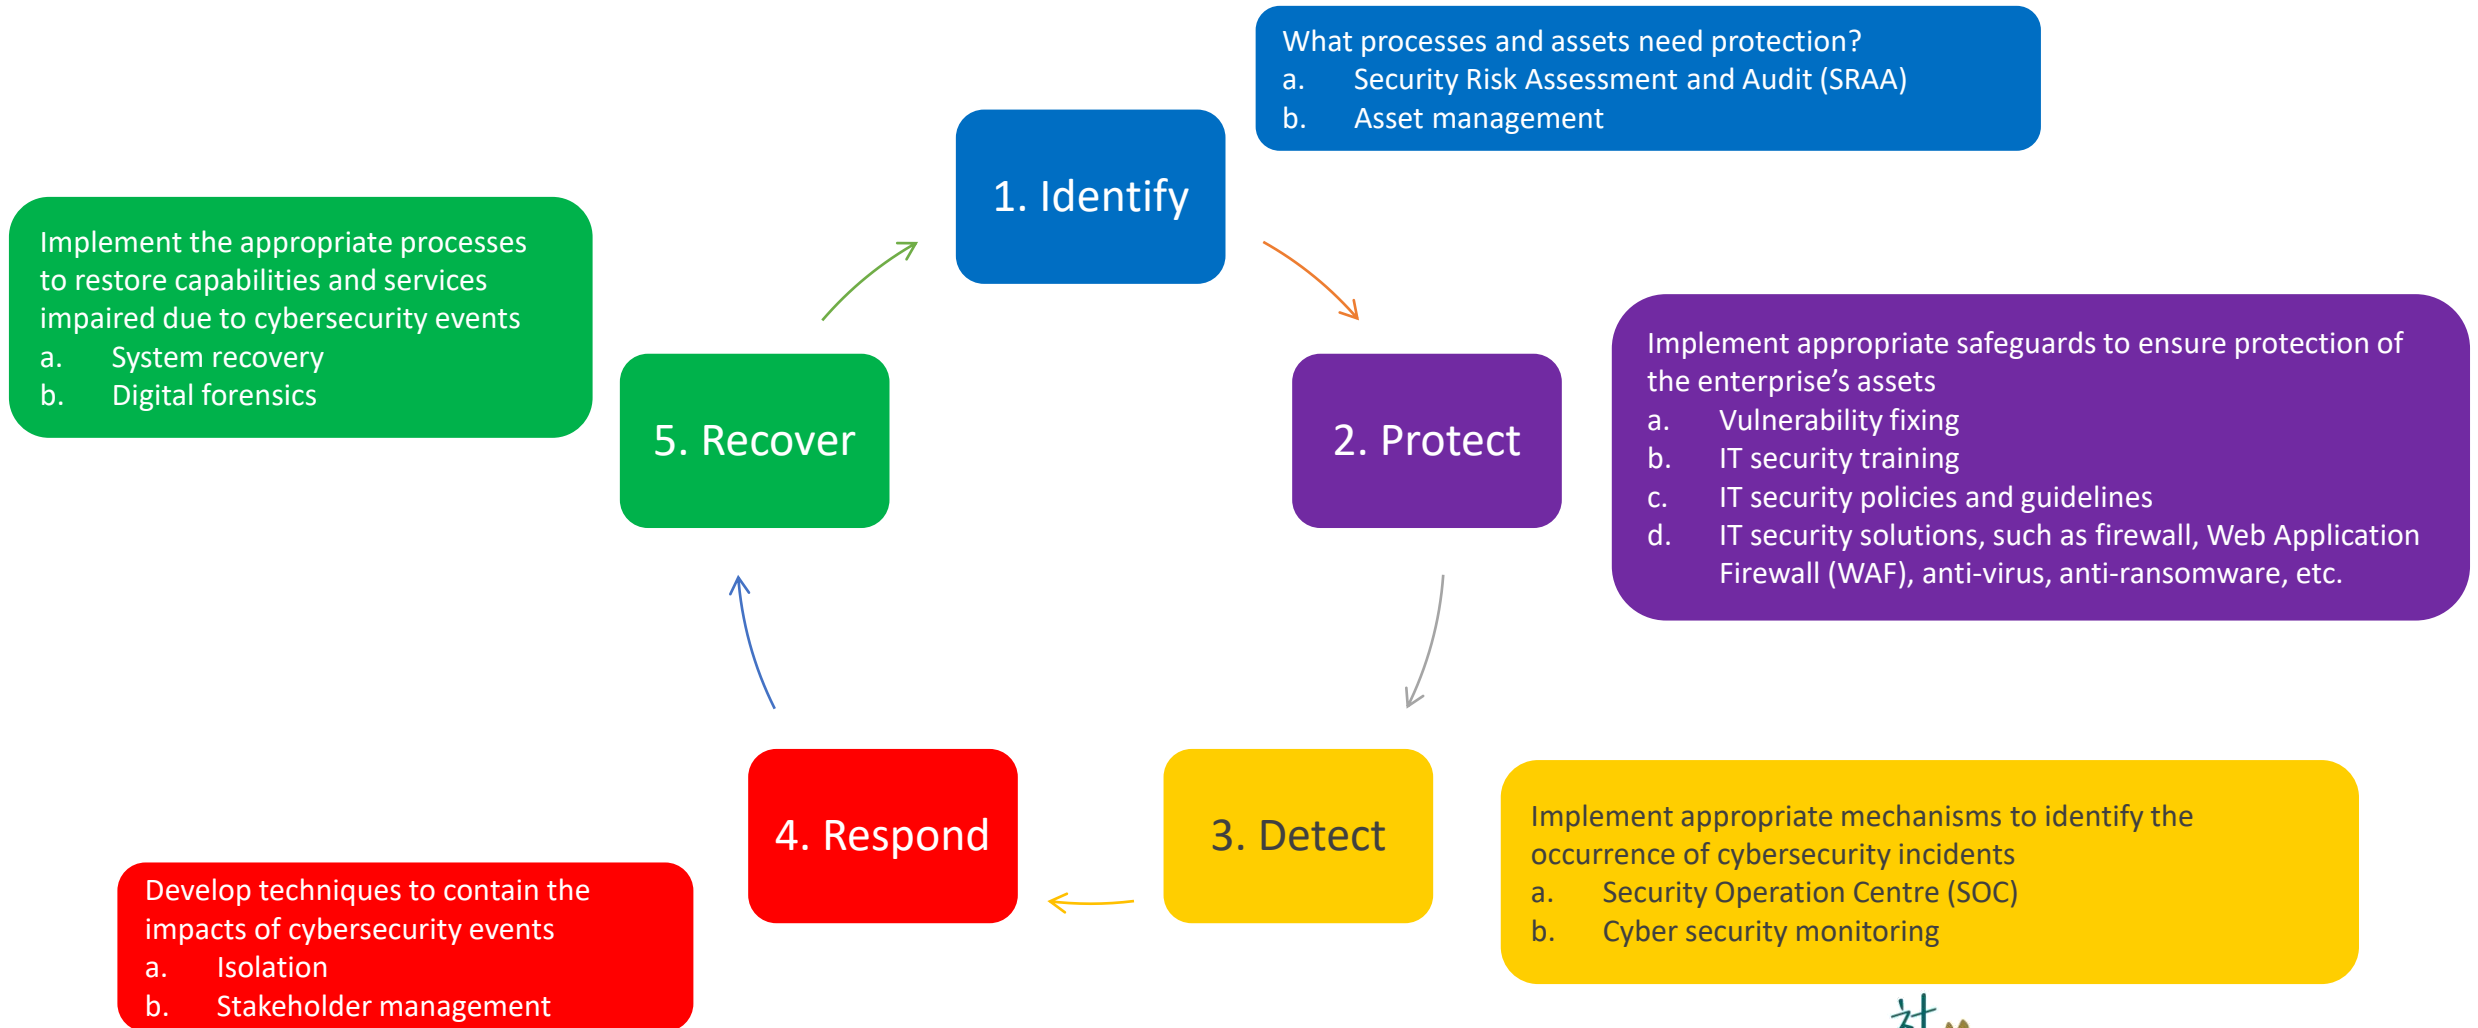 What processes and assets need protection?
a. Security Risk Assessment and Audit (SRAA)
b. Asset management
1. Identify
Implement the appropriate processes
to restore capabilities and services
impaired due to cybersecurity events
a. System recovery
b. Digital forensics
5. Recover
2. Protect
Implement appropriate safeguards to ensure protection of
the enterprise’s assets
a. Vulnerability fixing
b. IT security training
c. IT security policies and guidelines
d. IT security solutions, such as firewall, Web Application
Firewall (WAF), anti-virus, anti-ransomware, etc.
4. Respond
3. Detect
Develop techniques to contain the
impacts of cybersecurity events
a. Isolation
b. Stakeholder management
Implement appropriate mechanisms to identify the
occurrence of cybersecurity incidents
a. Security Operation Centre (SOC)
b. Cyber security monitoring